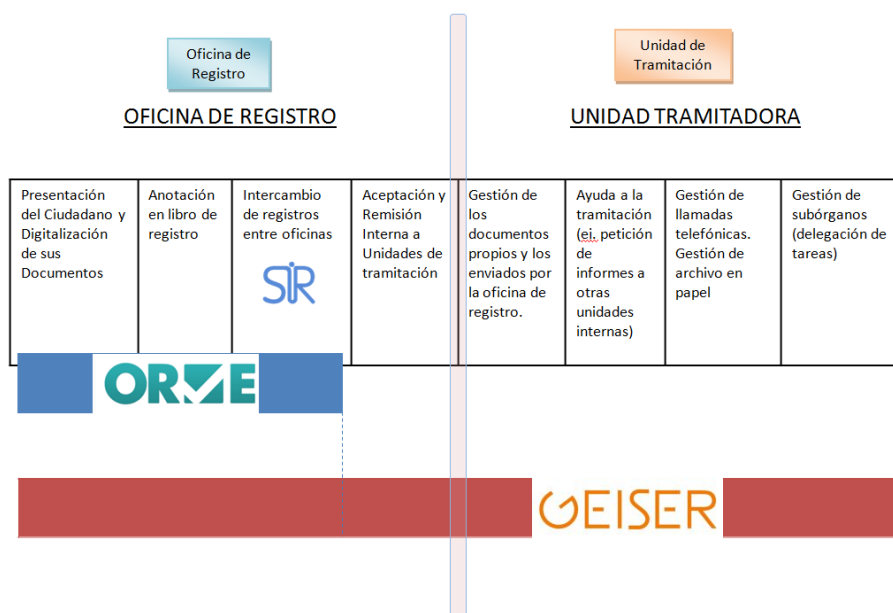 Oficina de
Registro
Unidad de
Tramitación
OFICINA DE REGISTRO
UNIDAD TRAMITADORA
Presentación
del Ciudadano y
Digitalización
de sus
Documentos
Anotación
en libro de
registro
Intercambio
de registros
entre oficinas
SIR
Aceptación y
Remisión
Interna a
Unidades de
tramitación
Gestión de
los
documentos
propios y los
enviados por
la oficina de
registro.
Ayuda a la
tramitación
(ei. petición
de
informes a
otras
unidades
internas)
Gestión de
llamadas
telefónicas.
Gestión de
archivo en
papel
Gestión de
subórganos
(delegación de
tareas)
ORVE
GEISER